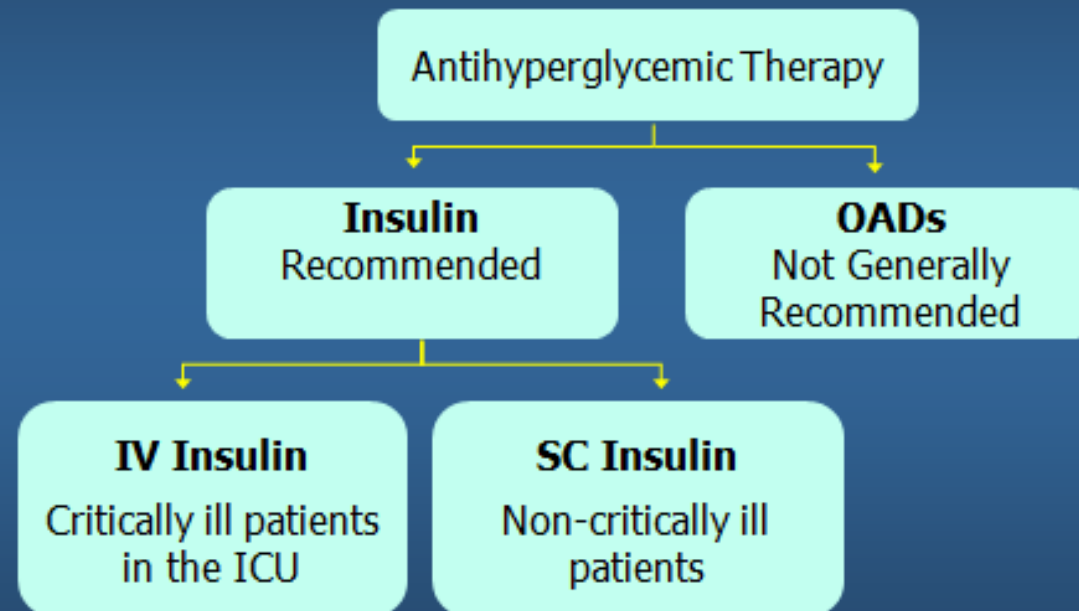 Antihyperglycemic Therapy
Insulin
Recommended
OADs
Not Generally
Recommended
IV Insulin
Critically ill patients
in the ICU
SC Insulin
Non-critically ill
patients